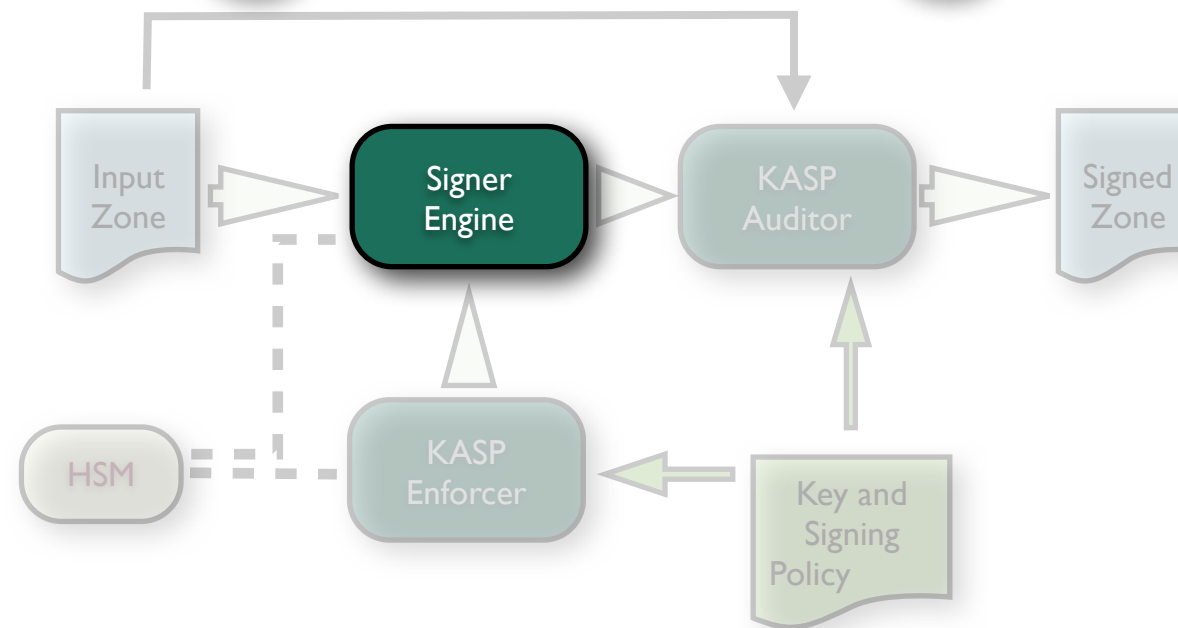 Input
Zone
Signer
Engine
KASP
Auditor
Signed
Zone
HSM
KASP
Enforcer
Key and
Signing
Policy